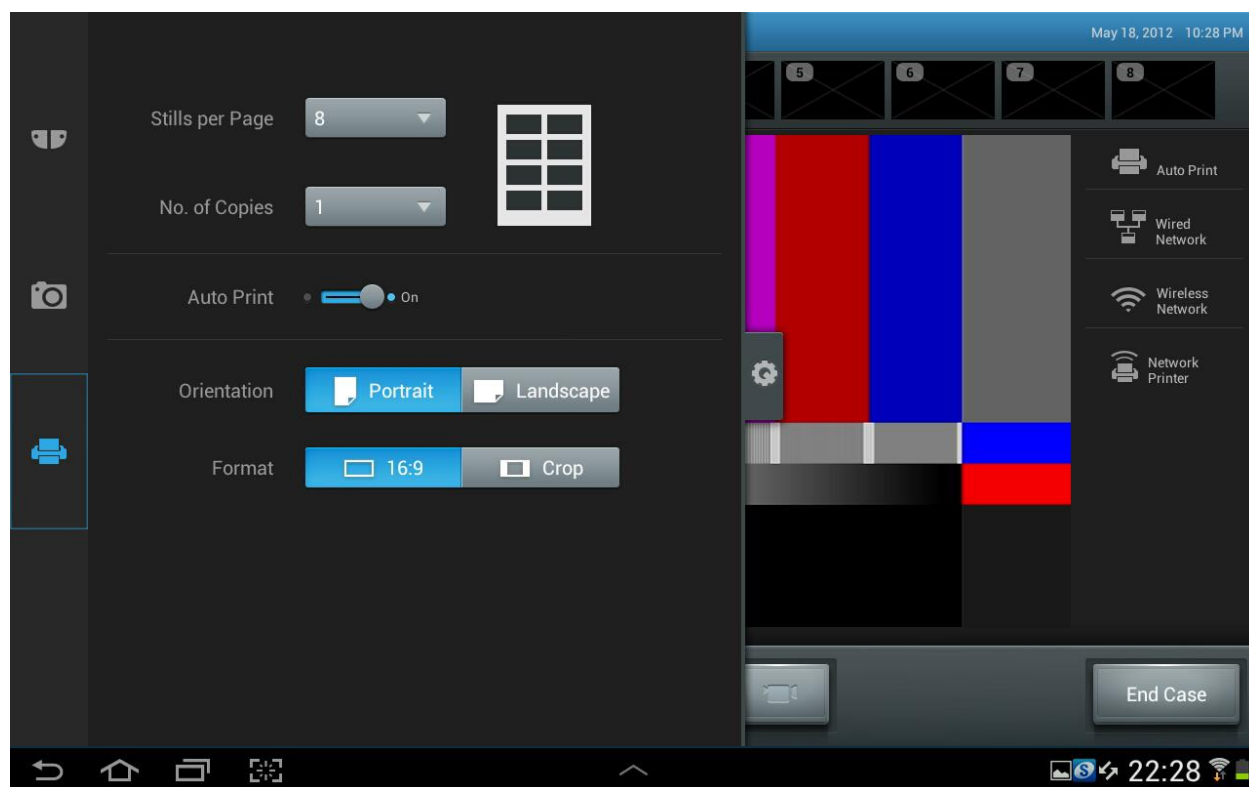 May 18, 2012 10:28 PM
5 6 7 8
Stills per Page 8
No. of Copies 1
Auto Print On
Orientation Portrait Landscape
Format 16:9 Crop
Auto Print
Wired
Network
Wireless
Network
Network
Printer
End Case
S 22:28